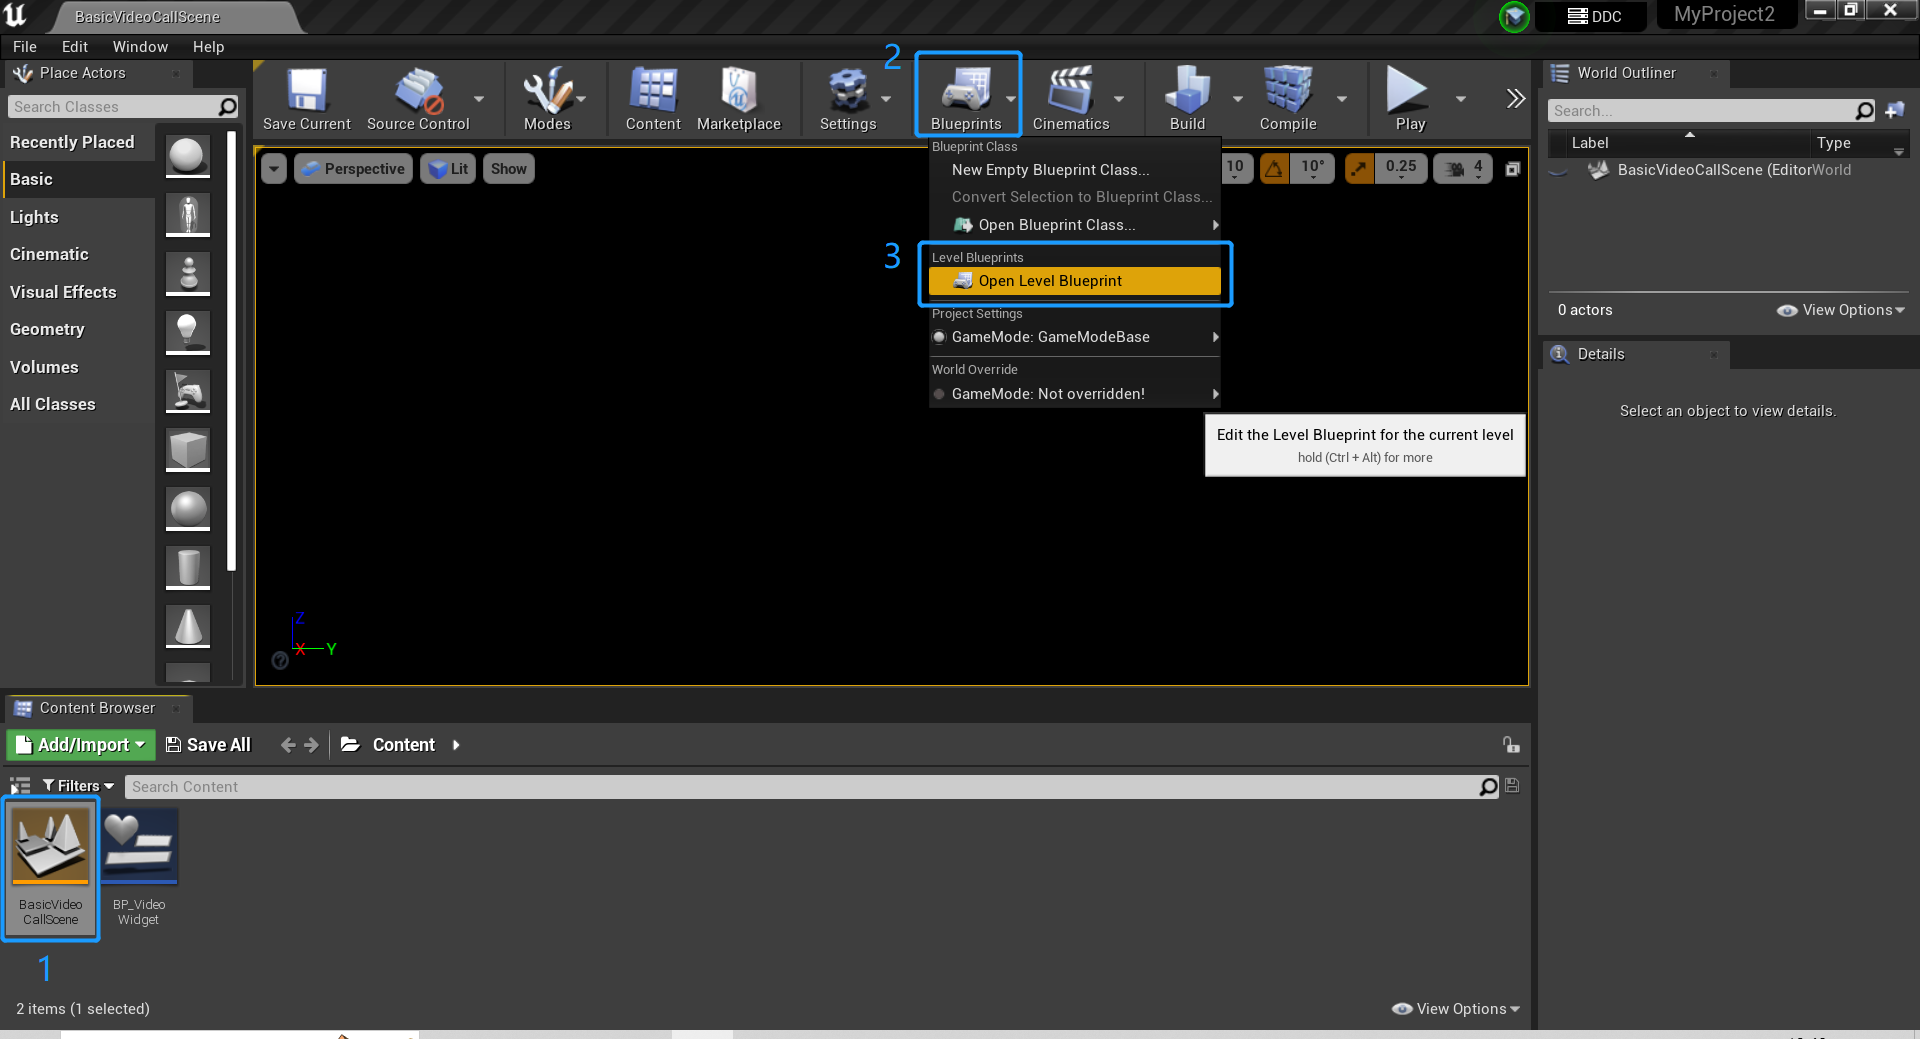 BasicVideoCallScene
DDC
MyProject2
File Edit Window Help
Place Actors
Search Classes
Recently Placed
Basic
Lights
Cinematic
Visual Effects
Geometry
Volumes
All Classes
Save Current
Source Control
Modes
Content
Marketplace
Settings
2
Blueprints
Cinematics
Build
Compile
Play
Perspective
Lit
Show
10
10°
0.25
4
Blueprint Class
New Empty Blueprint Class...
Convert Selection to Blueprint Class...
Open Blueprint Class...
3
Level Blueprints
Open Level Blueprint
Project Settings
GameMode: GameModeBase
World Override
GameMode: Not overridden!
Edit the Level Blueprint for the current level
hold (Ctrl + Alt) for more
Z
X
Y
World Outliner
Search...
Label
Type
BasicVideoCallScene (EditorWorld
0 actors
View Options
Details
Select an object to view details.
Content Browser
Add/Import
Save All
Content
Filters
Search Content
BasicVideo
CallScene
BP_Video
Widget
1
2 items (1 selected)
View Options